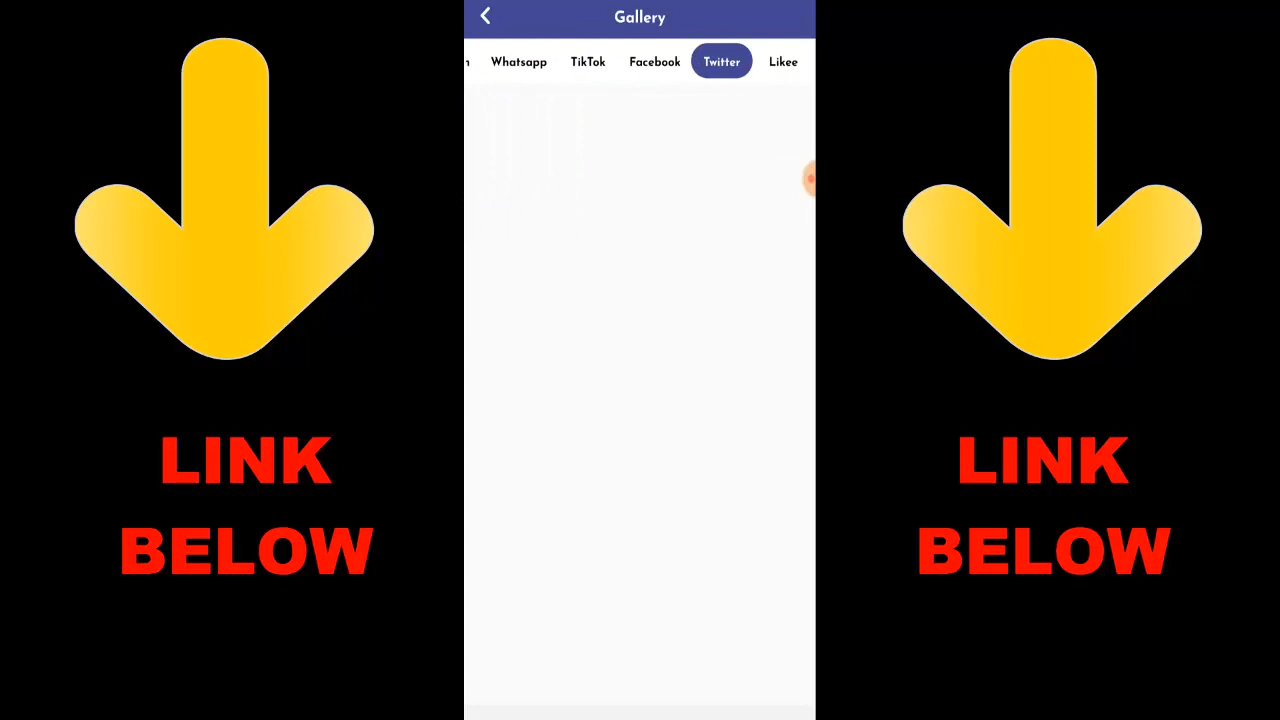 Gallery
Whatsapp TikTok Facebook Twitter Likee
LINK
BELOW
LINK
BELOW